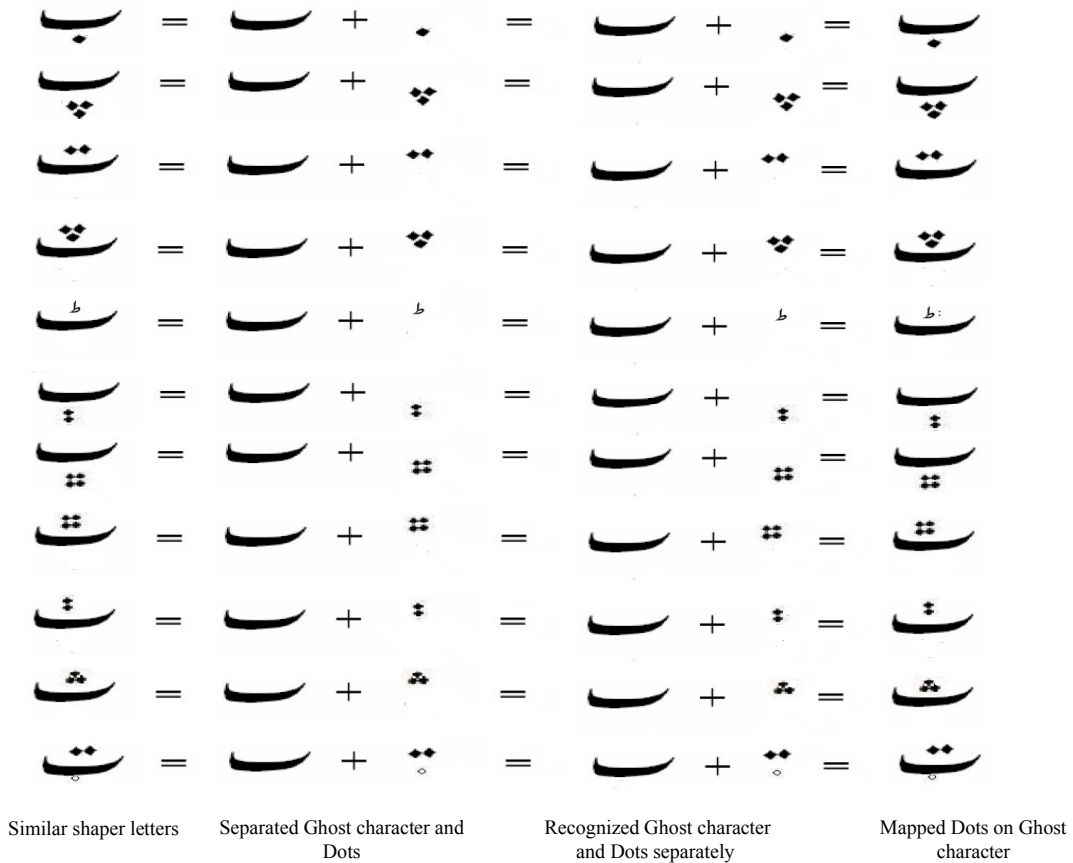 ب = ٮ + = ٮ + = ب
پ = ٮ + = ٮ + = پ
ت = ٮ + = ٮ + = ت
ٽ = ٮ + = ٮ + = ٽ
ٹ = ٮ + ط = ٮ + ط = ٹ
ٻ = ٮ + = ٮ + = ٻ
ڀ = ٮ + = ٮ + = ڀ
ٿ = ٮ + = ٮ + = ٿ
ٺ = ٮ + = ٮ + = ٺ
ث = ٮ + = ٮ + = ث
ټ = ٮ + = ٮ + = ټ
Similar shaper letters
Separated Ghost character and
Dots
Recognized Ghost character
and Dots separately
Mapped Dots on Ghost
character